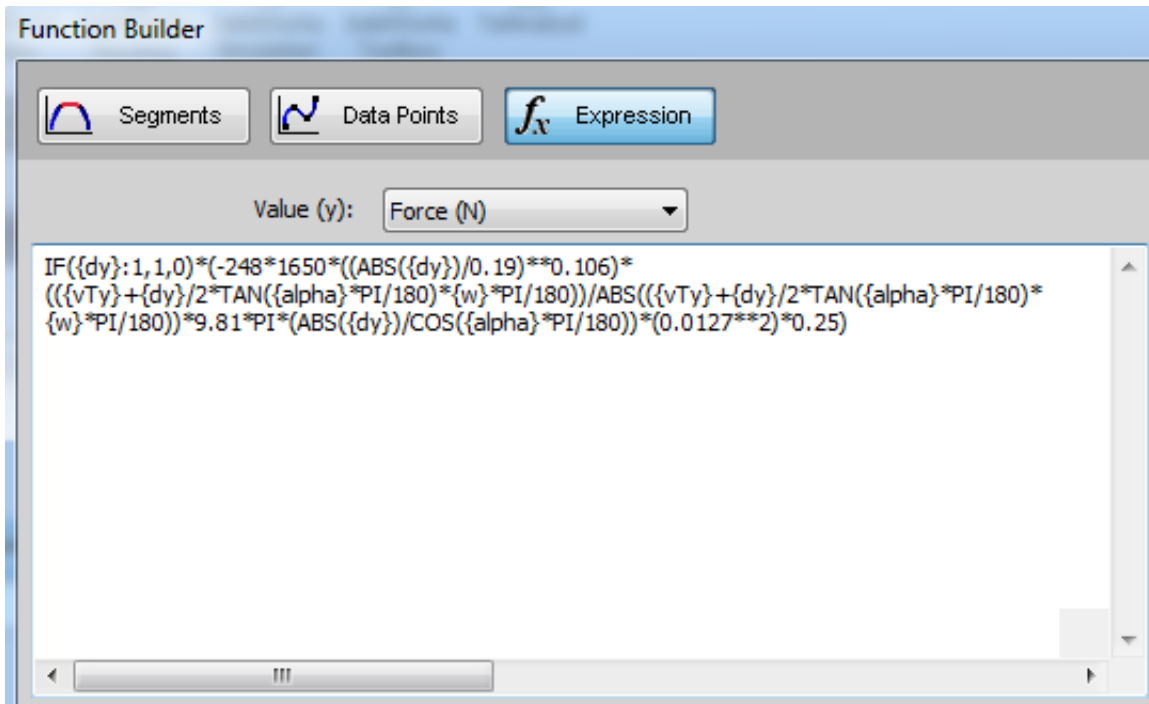 Function Builder
Segments
Data Points
fx Expression
Value (y):
Force (N)
IF({dy}:1,1,0)*(-248*1650*((ABS({dy})/0.19)**0.106)*
(({vTy}+{dy}/2*TAN({alpha}*PI/180)*{w}*PI/180))/ABS(({vTy}+{dy}/2*TAN({alpha}*PI/180)*
{w}*PI/180))*9.81*PI*(ABS({dy})/COS({alpha}*PI/180))*(0.0127**2)*0.25)